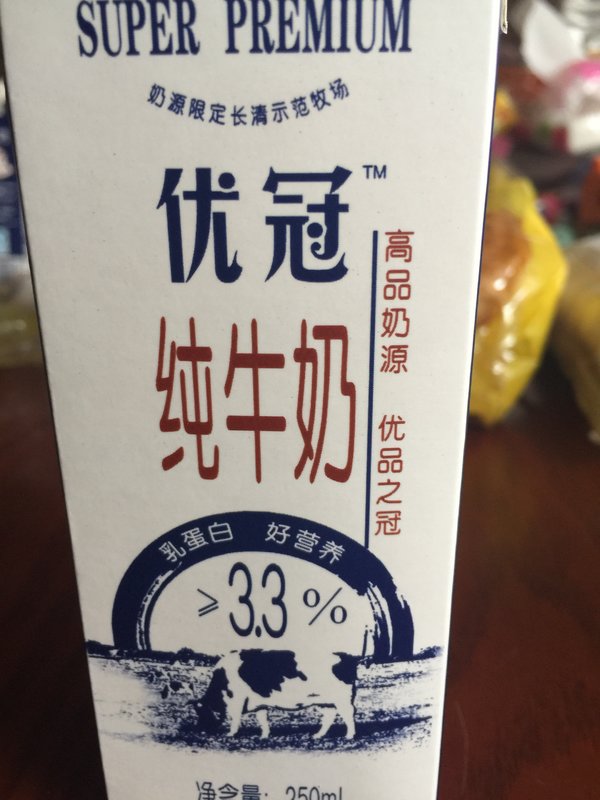 SUPER PREMIUM
奶源限定长清示范牧场
优冠™
高品奶源 优品之冠
纯牛奶
乳蛋白 好营养
≥3.3%
净含量: 250ml